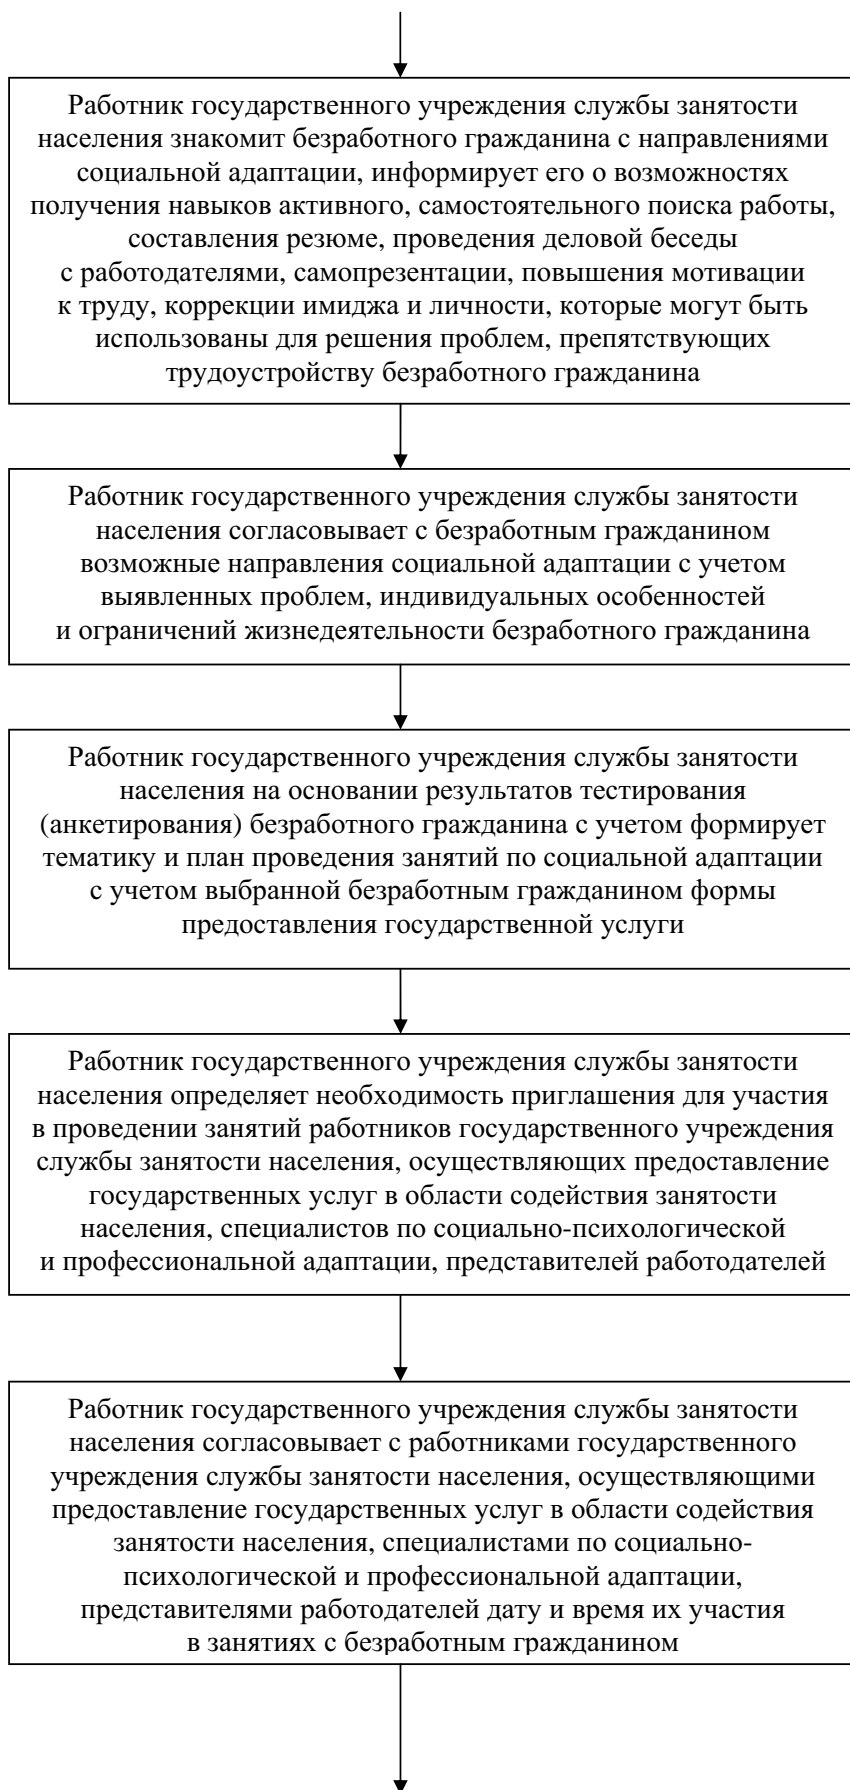 Работник государственного учреждения службы занятости
населения знакомит безработного гражданина с направлениями
социальной адаптации, информирует его о возможностях
получения навыков активного, самостоятельного поиска работы,
составления резюме, проведения деловой беседы
с работодателями, самопрезентации, повышения мотивации
к труду, коррекции имиджа и личности, которые могут быть
использованы для решения проблем, препятствующих
трудоустройству безработного гражданина
Работник государственного учреждения службы занятости
населения согласовывает с безработным гражданином
возможные направления социальной адаптации с учетом
выявленных проблем, индивидуальных особенностей
и ограничений жизнедеятельности безработного гражданина
Работник государственного учреждения службы занятости
населения на основании результатов тестирования
(анкетирования) безработного гражданина с учетом формирует
тематику и план проведения занятий по социальной адаптации
с учетом выбранной безработным гражданином формы
предоставления государственной услуги
Работник государственного учреждения службы занятости
населения определяет необходимость приглашения для участия
в проведении занятий работников государственного учреждения
службы занятости населения, осуществляющих предоставление
государственных услуг в области содействия занятости
населения, специалистов по социально-психологической
и профессиональной адаптации, представителей работодателей
Работник государственного учреждения службы занятости
населения согласовывает с работниками государственного
учреждения службы занятости населения, осуществляющими
предоставление государственных услуг в области содействия
занятости населения, специалистами по социально-
психологической и профессиональной адаптации,
представителями работодателей дату и время их участия
в занятиях с безработным гражданином